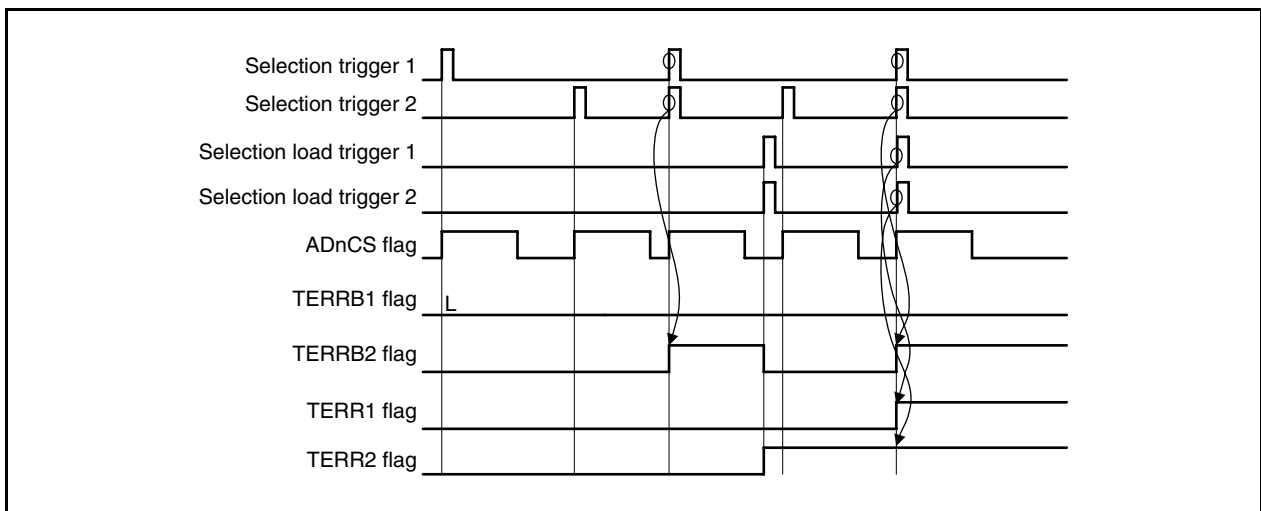 Selection trigger 1
Selection trigger 2
Selection load trigger 1
Selection load trigger 2
ADnCS flag
TERRB1 flag L
TERRB2 flag
TERR1 flag
TERR2 flag